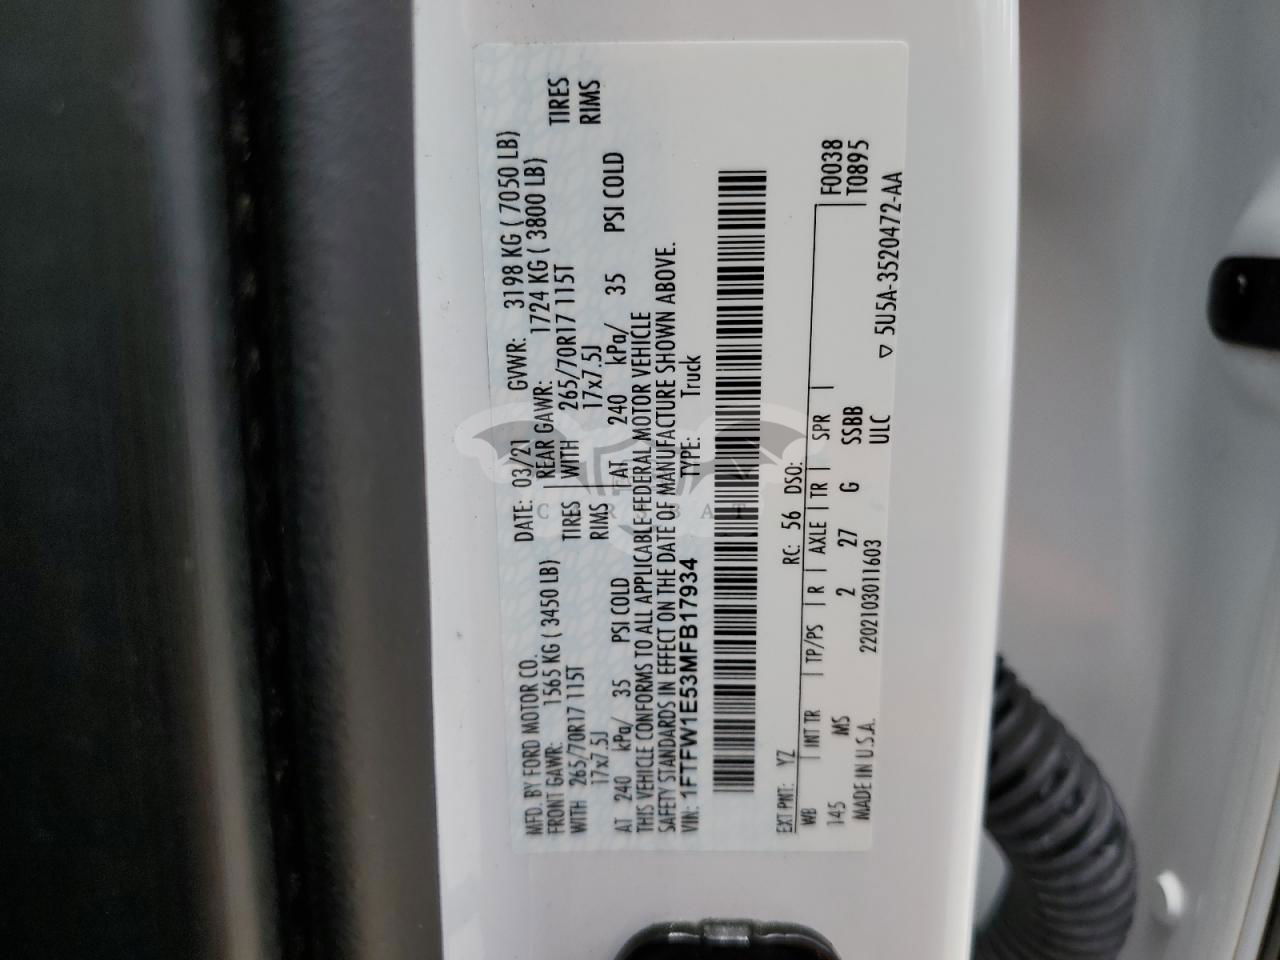 MFD. BY FORD MOTOR CO.
DATE: 03/21 GVWR: 3198 KG ( 7050 LB)
FRONT GAWR: 1565 KG ( 3450 LB) REAR GAWR: 1724 KG ( 3800 LB)
WITH 265/70R17 115T TIRES WITH 265/70R17 115T TIRES
17x7.5J RIMS 17x7.5J RIMS
AT 240 kPa/ 35 PSI COLD AT 240 kPa/ 35 PSI COLD
THIS VEHICLE CONFORMS TO ALL APPLICABLE FEDERAL MOTOR VEHICLE
SAFETY STANDARDS IN EFFECT ON THE DATE OF MANUFACTURE SHOWN ABOVE.
VIN: 1FTFW1E53MFB17934 TYPE: Truck
EXT PNT: YZ RC: 56 DSO:
WB INT TR TP/PS R AXLE TR SPR F0038
145 MS 2 27 G SSBB T0895
MADE IN U.S.A. 2202103011603 ULC
▽ 5U5A-3520472-AA
CARSBAT